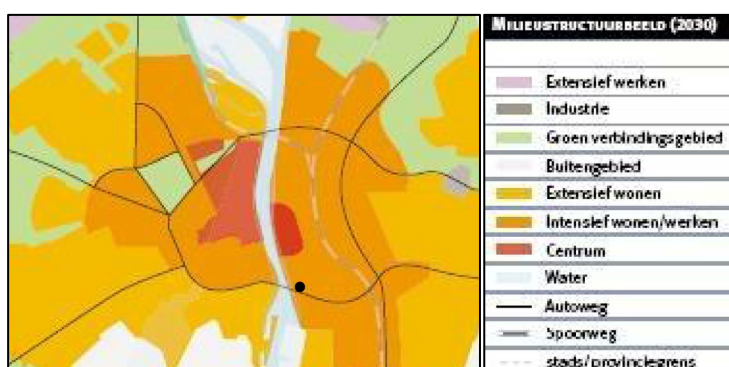 MILIEUSTRUCTUURBEELD (2030)
Extensief werken
Industrie
Groen verbindingsgebied
Buitengebied
Extensief wonen
Intensief wonen/werken
Centrum
Water
Autoweg
Spoorweg
stads/provinciegrens